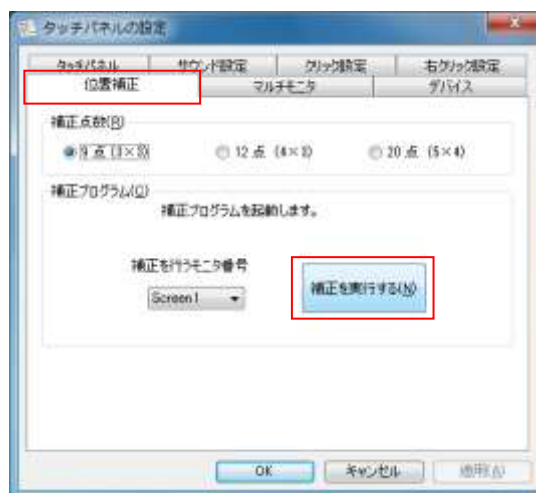 タッチパネルの設定
タッチパネル サウンド設定 クリック設定 右クリック設定
位置補正 マルチモニタ デバイス
補正点数(R)
9 点 (3×3) 12 点 (4×3) 20 点 (5×4)
補正プログラム(C)
補正プログラムを起動します。
補正を行うモニタ番号
Screen1
補正を実行する(N)
OK キャンセル 適用(A)